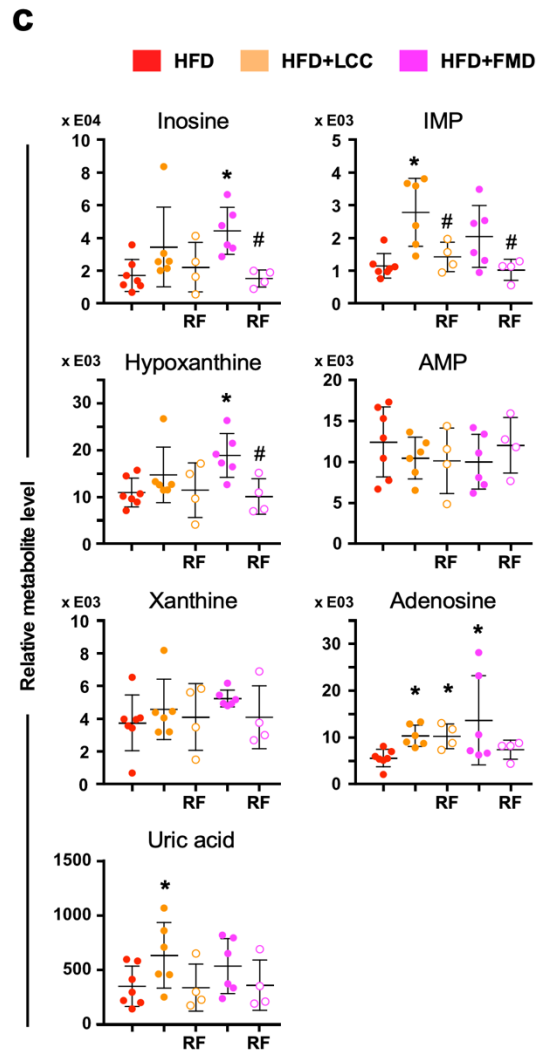 c
HFD HFD+LCC HFD+FMD
Relative metabolite level
x E04
Inosine
10
8
6
4
2
0
*
#
RF RF
x E03
IMP
5
4
3
2
1
0
*
#
#
RF RF
x E03
Hypoxanthine
30
20
10
0
*
#
RF RF
x E03
AMP
20
15
10
5
0
RF RF
x E03
Xanthine
10
8
6
4
2
0
RF RF
x E03
Adenosine
30
20
10
0
*
*
*
RF RF
Uric acid
1500
1000
500
0
*
RF RF